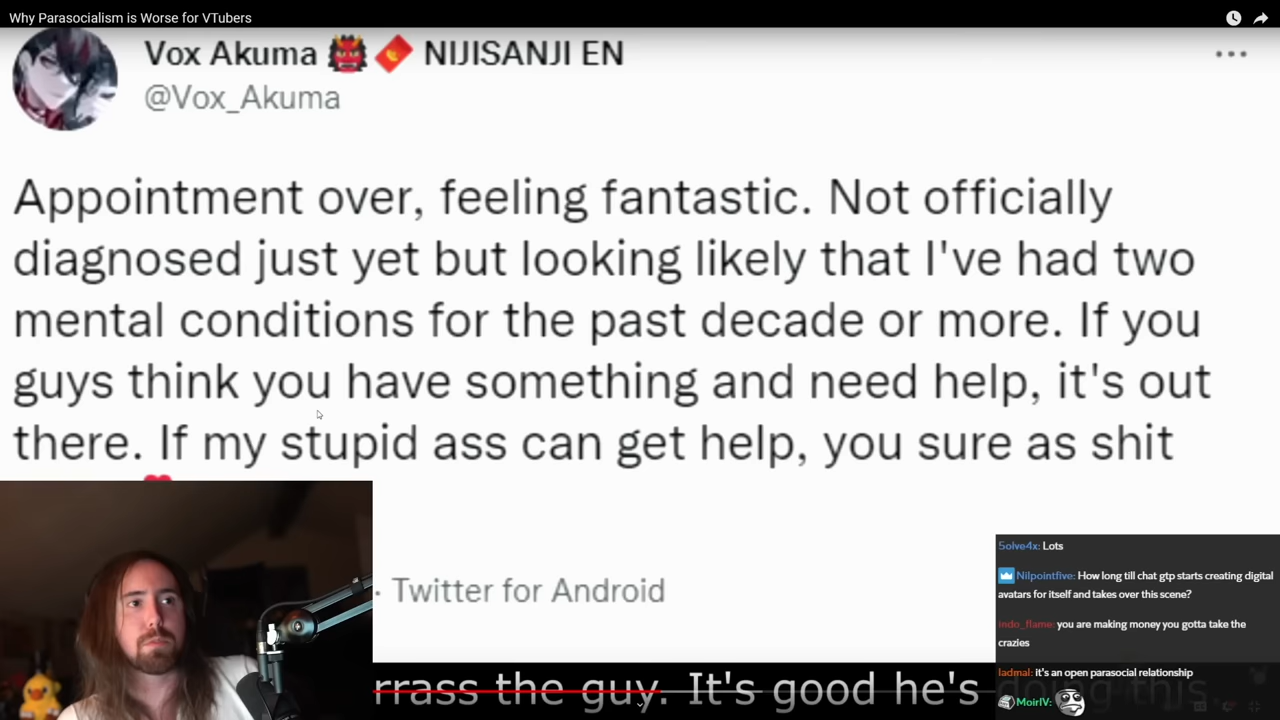 Why Parasocialism is Worse for VTubers
Vox Akuma NIJISANJI EN
@Vox_Akuma
Appointment over, feeling fantastic. Not officially
diagnosed just yet but looking likely that I've had two
mental conditions for the past decade or more. If you
guys think you have something and need help, it's out
there. If my stupid ass can get help, you sure as shit
· Twitter for Android
5olve4x: Lots
Nilpointfive: How long till chat gtp starts creating digital
avatars for itself and takes over this scene?
indo_flame: you are making money you gotta take the
crazies
ladmal: it's an open parasocial relationship
MoirIV:
rrass the guy. It's good he's doing this